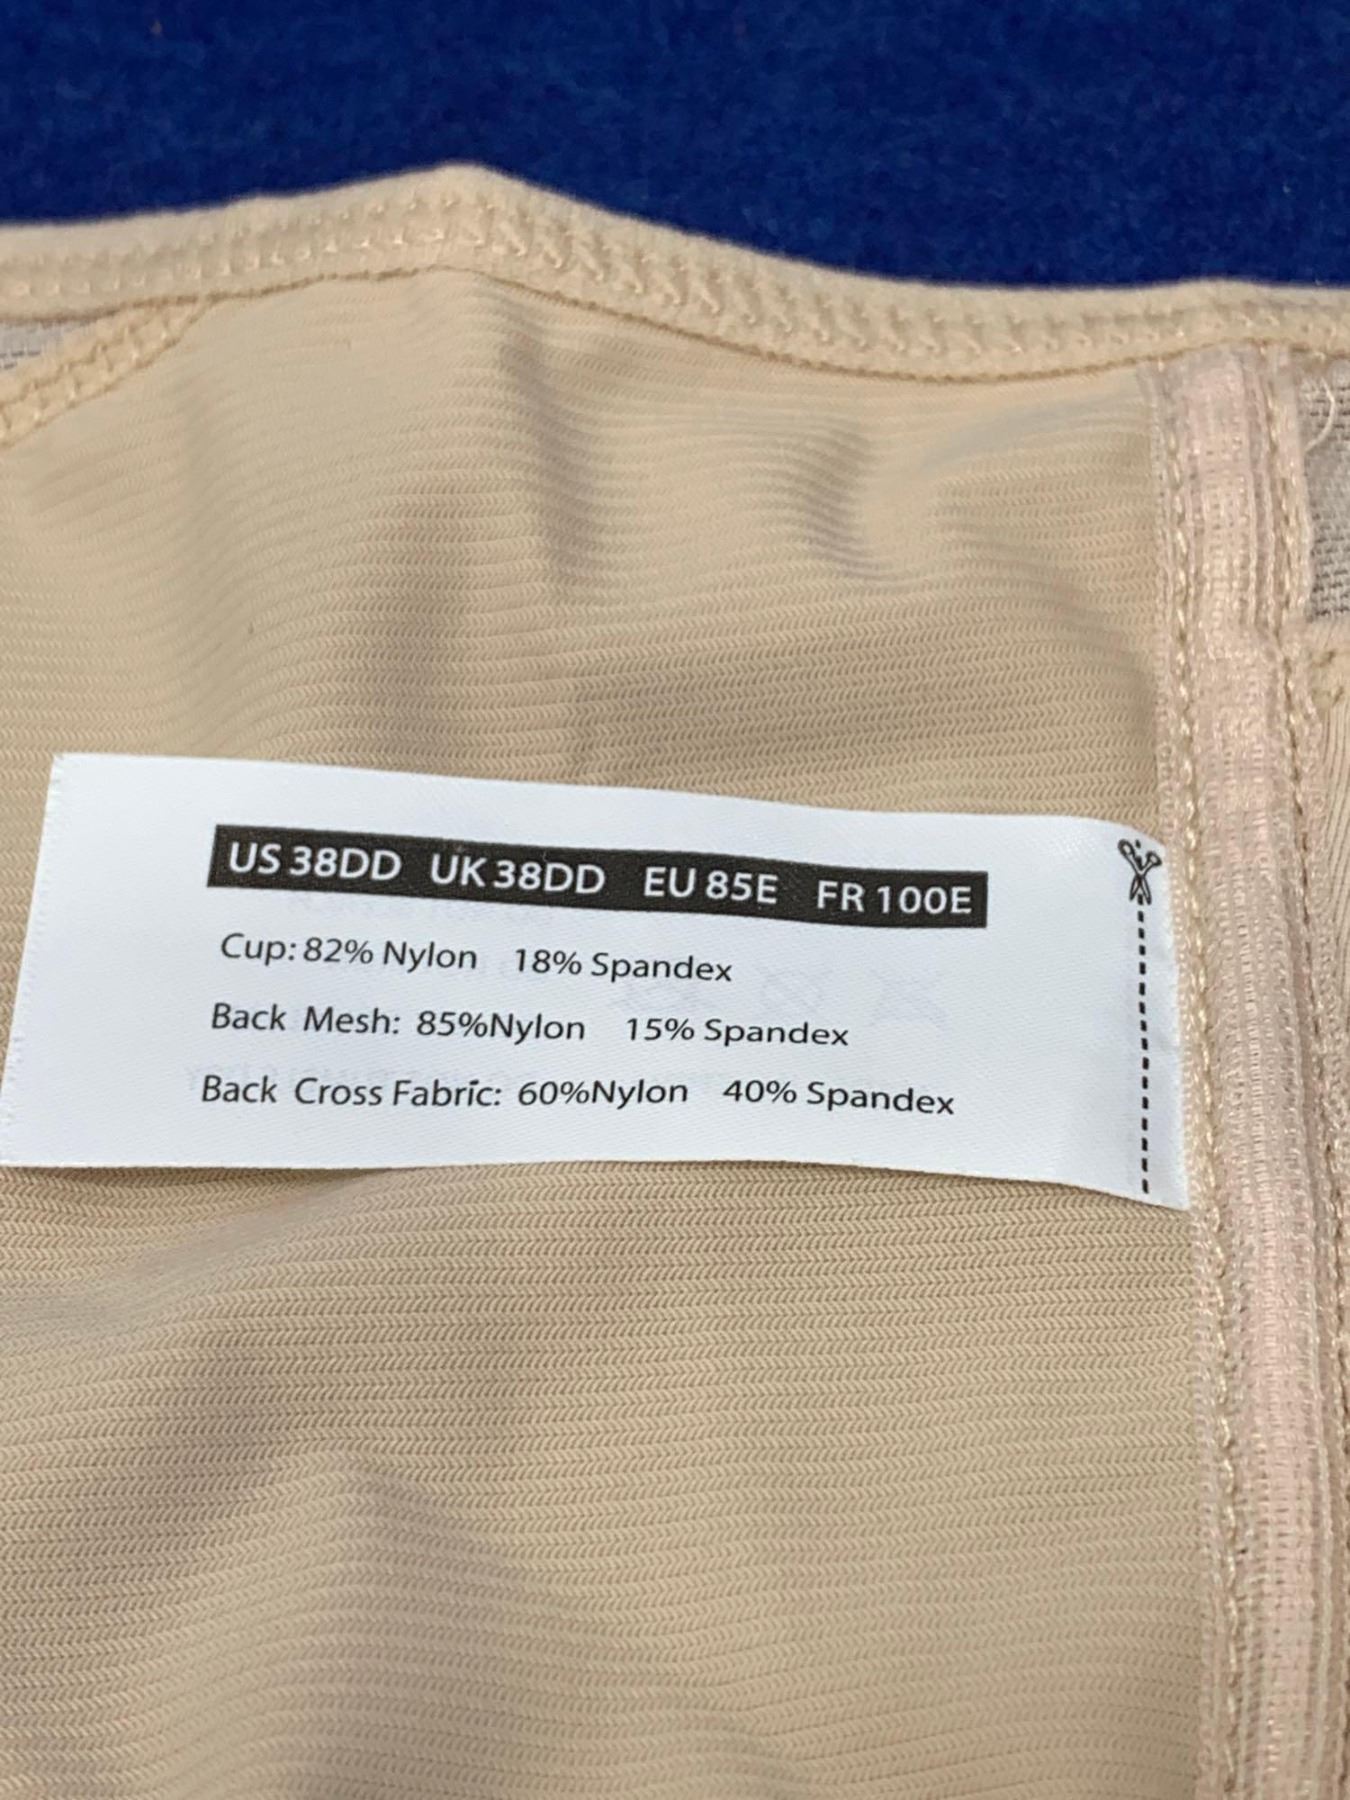 US 38DD UK 38DD EU 85E FR 100E
Cup: 82% Nylon 18% Spandex
Back Mesh: 85%Nylon 15% Spandex
Back Cross Fabric: 60%Nylon 40% Spandex